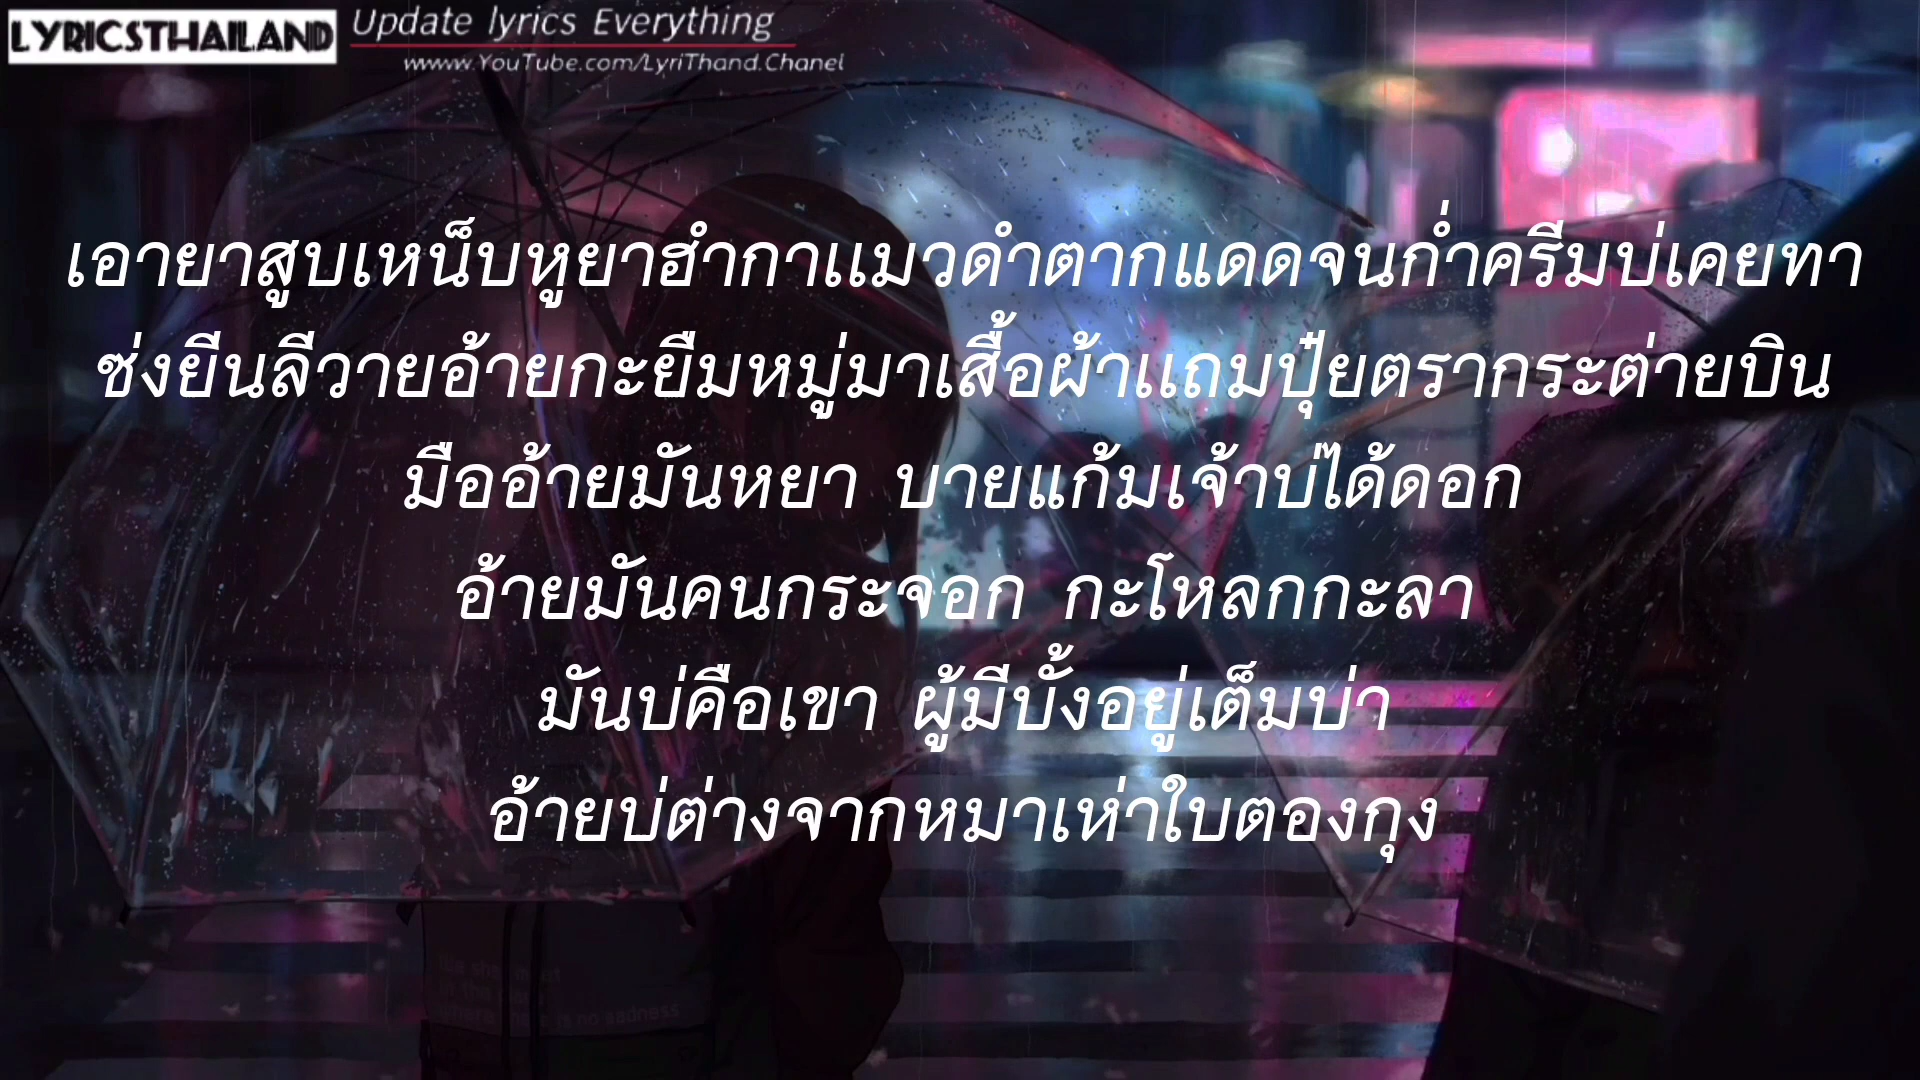 LYRICSTHAILAND
Update lyrics Everything
www.YouTube.com/LyriThand.Chanel
เอายาสูบเหน็บหูยาฮำกาแมวดำตากแดดจนก่ำครีมบ่เคยทา
ซ่งยีนลีวายอ้ายกะยืมหมู่มาเสื้อผ้าแถมปุ๋ยตรากระต่ายบิน
มืออ้ายมันหยา บายแก้มเจ้าบ่ได้ดอก
อ้ายมันคนกระจอก กะโหลกกะลา
มันบ่คือเขา ผู้มีบั้งอยู่เต็มบ่า
อ้ายบ่ต่างจากหมาเห่าใบตองกุง
is no sadness